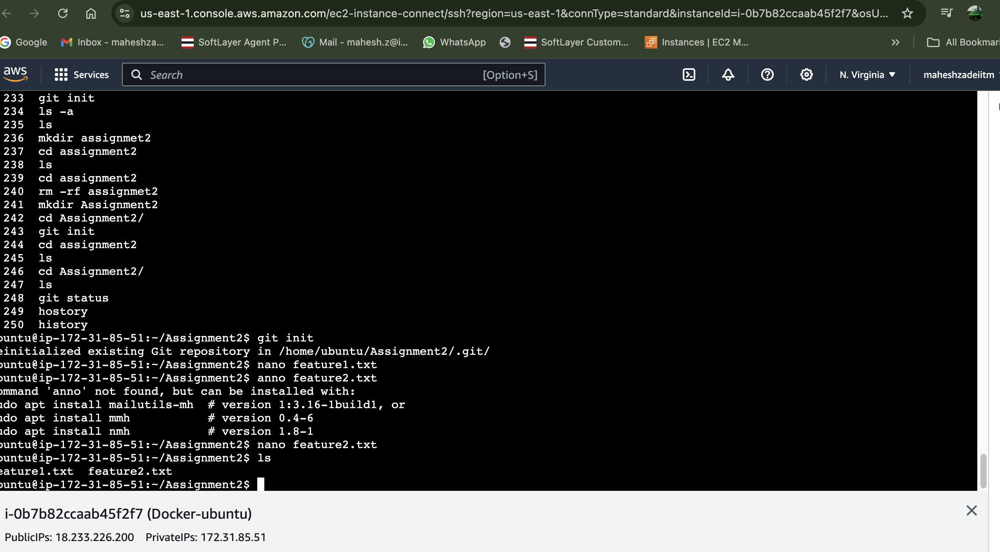 us-east-1.console.aws.amazon.com/ec2-instance-connect/ssh?region=us-east-1&connType=standard&instanceId=i-0b7b82ccaab45f2f7&osU...
Google Inbox - maheshza... SoftLayer Agent P... Mail - mahesh.z@i... WhatsApp SoftLayer Custom... Instances | EC2 M... » All Bookmar
aws Services Search [Option+S] N. Virginia maheshzadeiitm
233 git init
234 ls -a
235 ls
236 mkdir assignmet2
237 cd assignment2
238 ls
239 cd assignment2
240 rm -rf assignmet2
241 mkdir Assignment2
242 cd Assignment2/
243 git init
244 cd assignment2
245 ls
246 cd Assignment2/
247 ls
248 git status
249 hostory
250 history
buntu@ip-172-31-85-51:~/Assignment2$ git init
einitialized existing Git repository in /home/ubuntu/Assignment2/.git/
buntu@ip-172-31-85-51:~/Assignment2$ nano feature1.txt
buntu@ip-172-31-85-51:~/Assignment2$ anno feature2.txt
ommand 'anno' not found, but can be installed with:
udo apt install mailutils-mh # version 1:3.16-1build1, or
udo apt install mmh # version 0.4-6
udo apt install nmh # version 1.8-1
buntu@ip-172-31-85-51:~/Assignment2$ nano feature2.txt
buntu@ip-172-31-85-51:~/Assignment2$ ls
eature1.txt feature2.txt
buntu@ip-172-31-85-51:~/Assignment2$
i-0b7b82ccaab45f2f7 (Docker-ubuntu)
PublicIPs: 18.233.226.200 PrivateIPs: 172.31.85.51